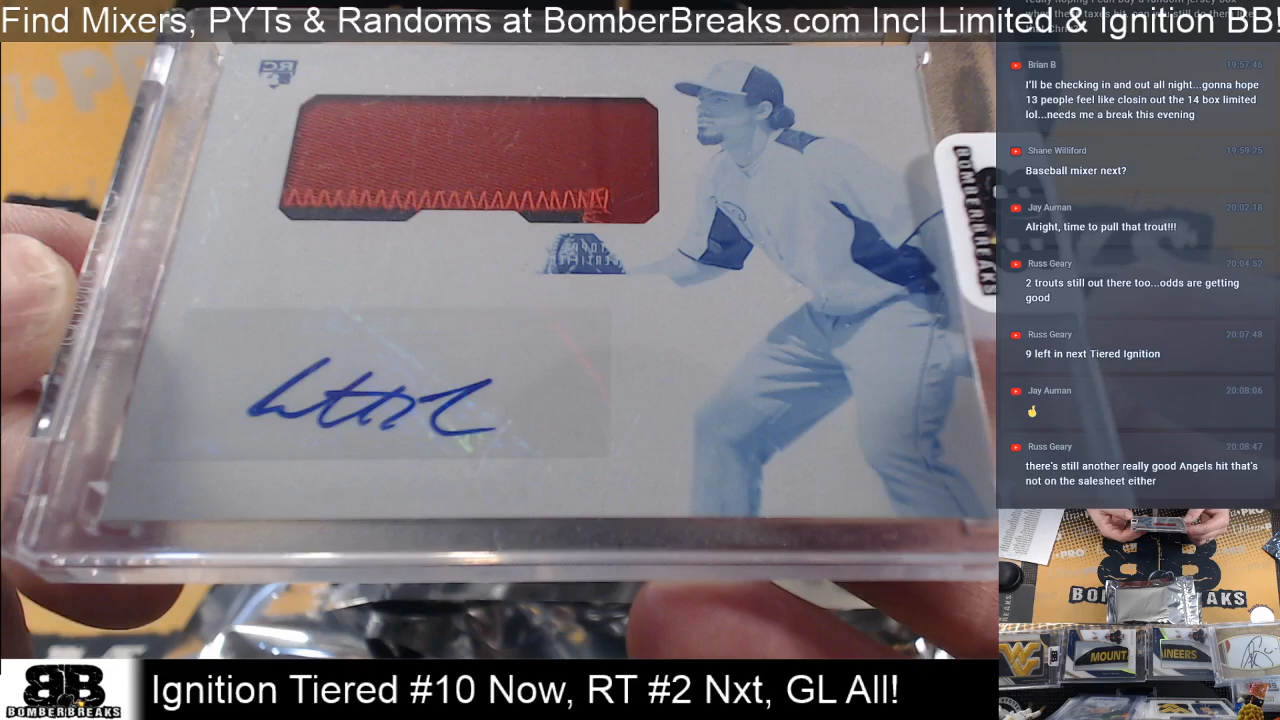 Find Mixers, PYTs & Randoms at BomberBreaks.com Incl Limited & Ignition BB!
Brian B 19:57:46
I'll be checking in and out all night...gonna hope
13 people feel like closin out the 14 box limited
lol...needs me a break this evening
Shane Williford 19:59:25
Baseball mixer next?
Jay Auman 20:02:18
Alright, time to pull that trout!!!
Russ Geary 20:04:52
2 trouts still out there too...odds are getting
good
Russ Geary 20:07:48
9 left in next Tiered Ignition
Jay Auman 20:08:06
Russ Geary 20:08:47
there's still another really good Angels hit that's
not on the salesheet either
RC
BOMBERBREAKS
BB
MOUNT
AINEERS
BB
BOMBERBREAKS
Ignition Tiered #10 Now, RT #2 Nxt, GL All!